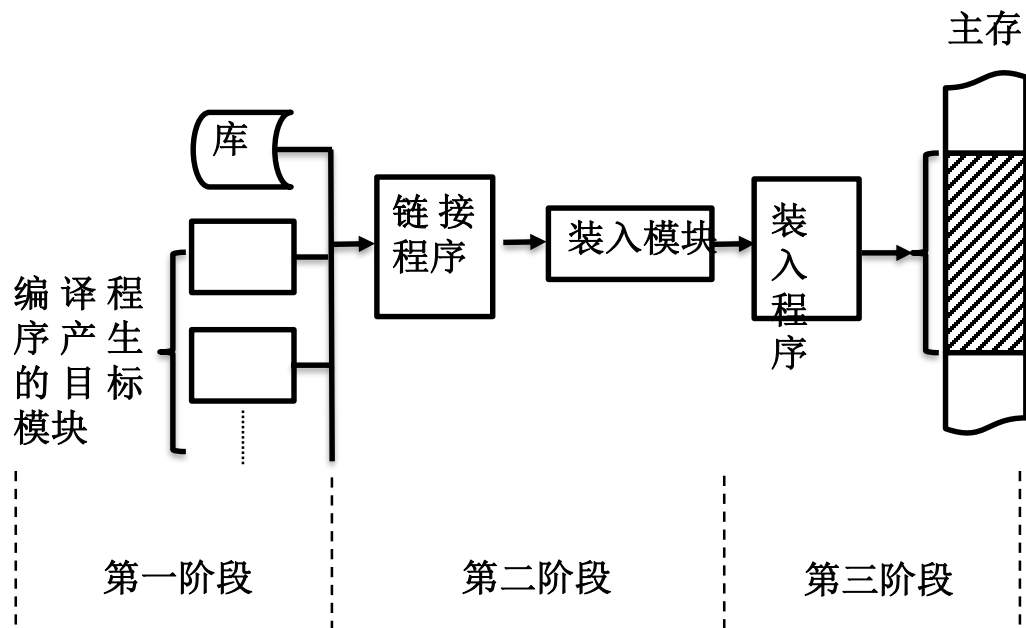 主存
库
链接
程序
装入模块
装
入
程
序
编译程
序产生
的目标
模块
第一阶段
第二阶段
第三阶段